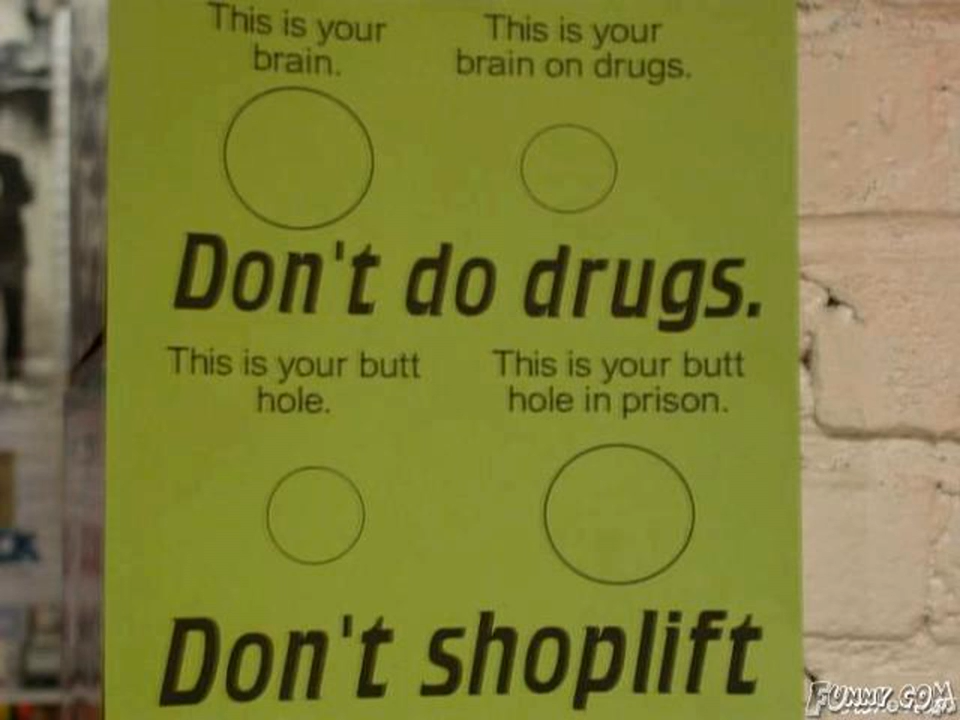 This is your
brain.
This is your
brain on drugs.
Don't do drugs.
This is your butt
hole.
This is your butt
hole in prison.
Don't shoplift
FUNNY.COM